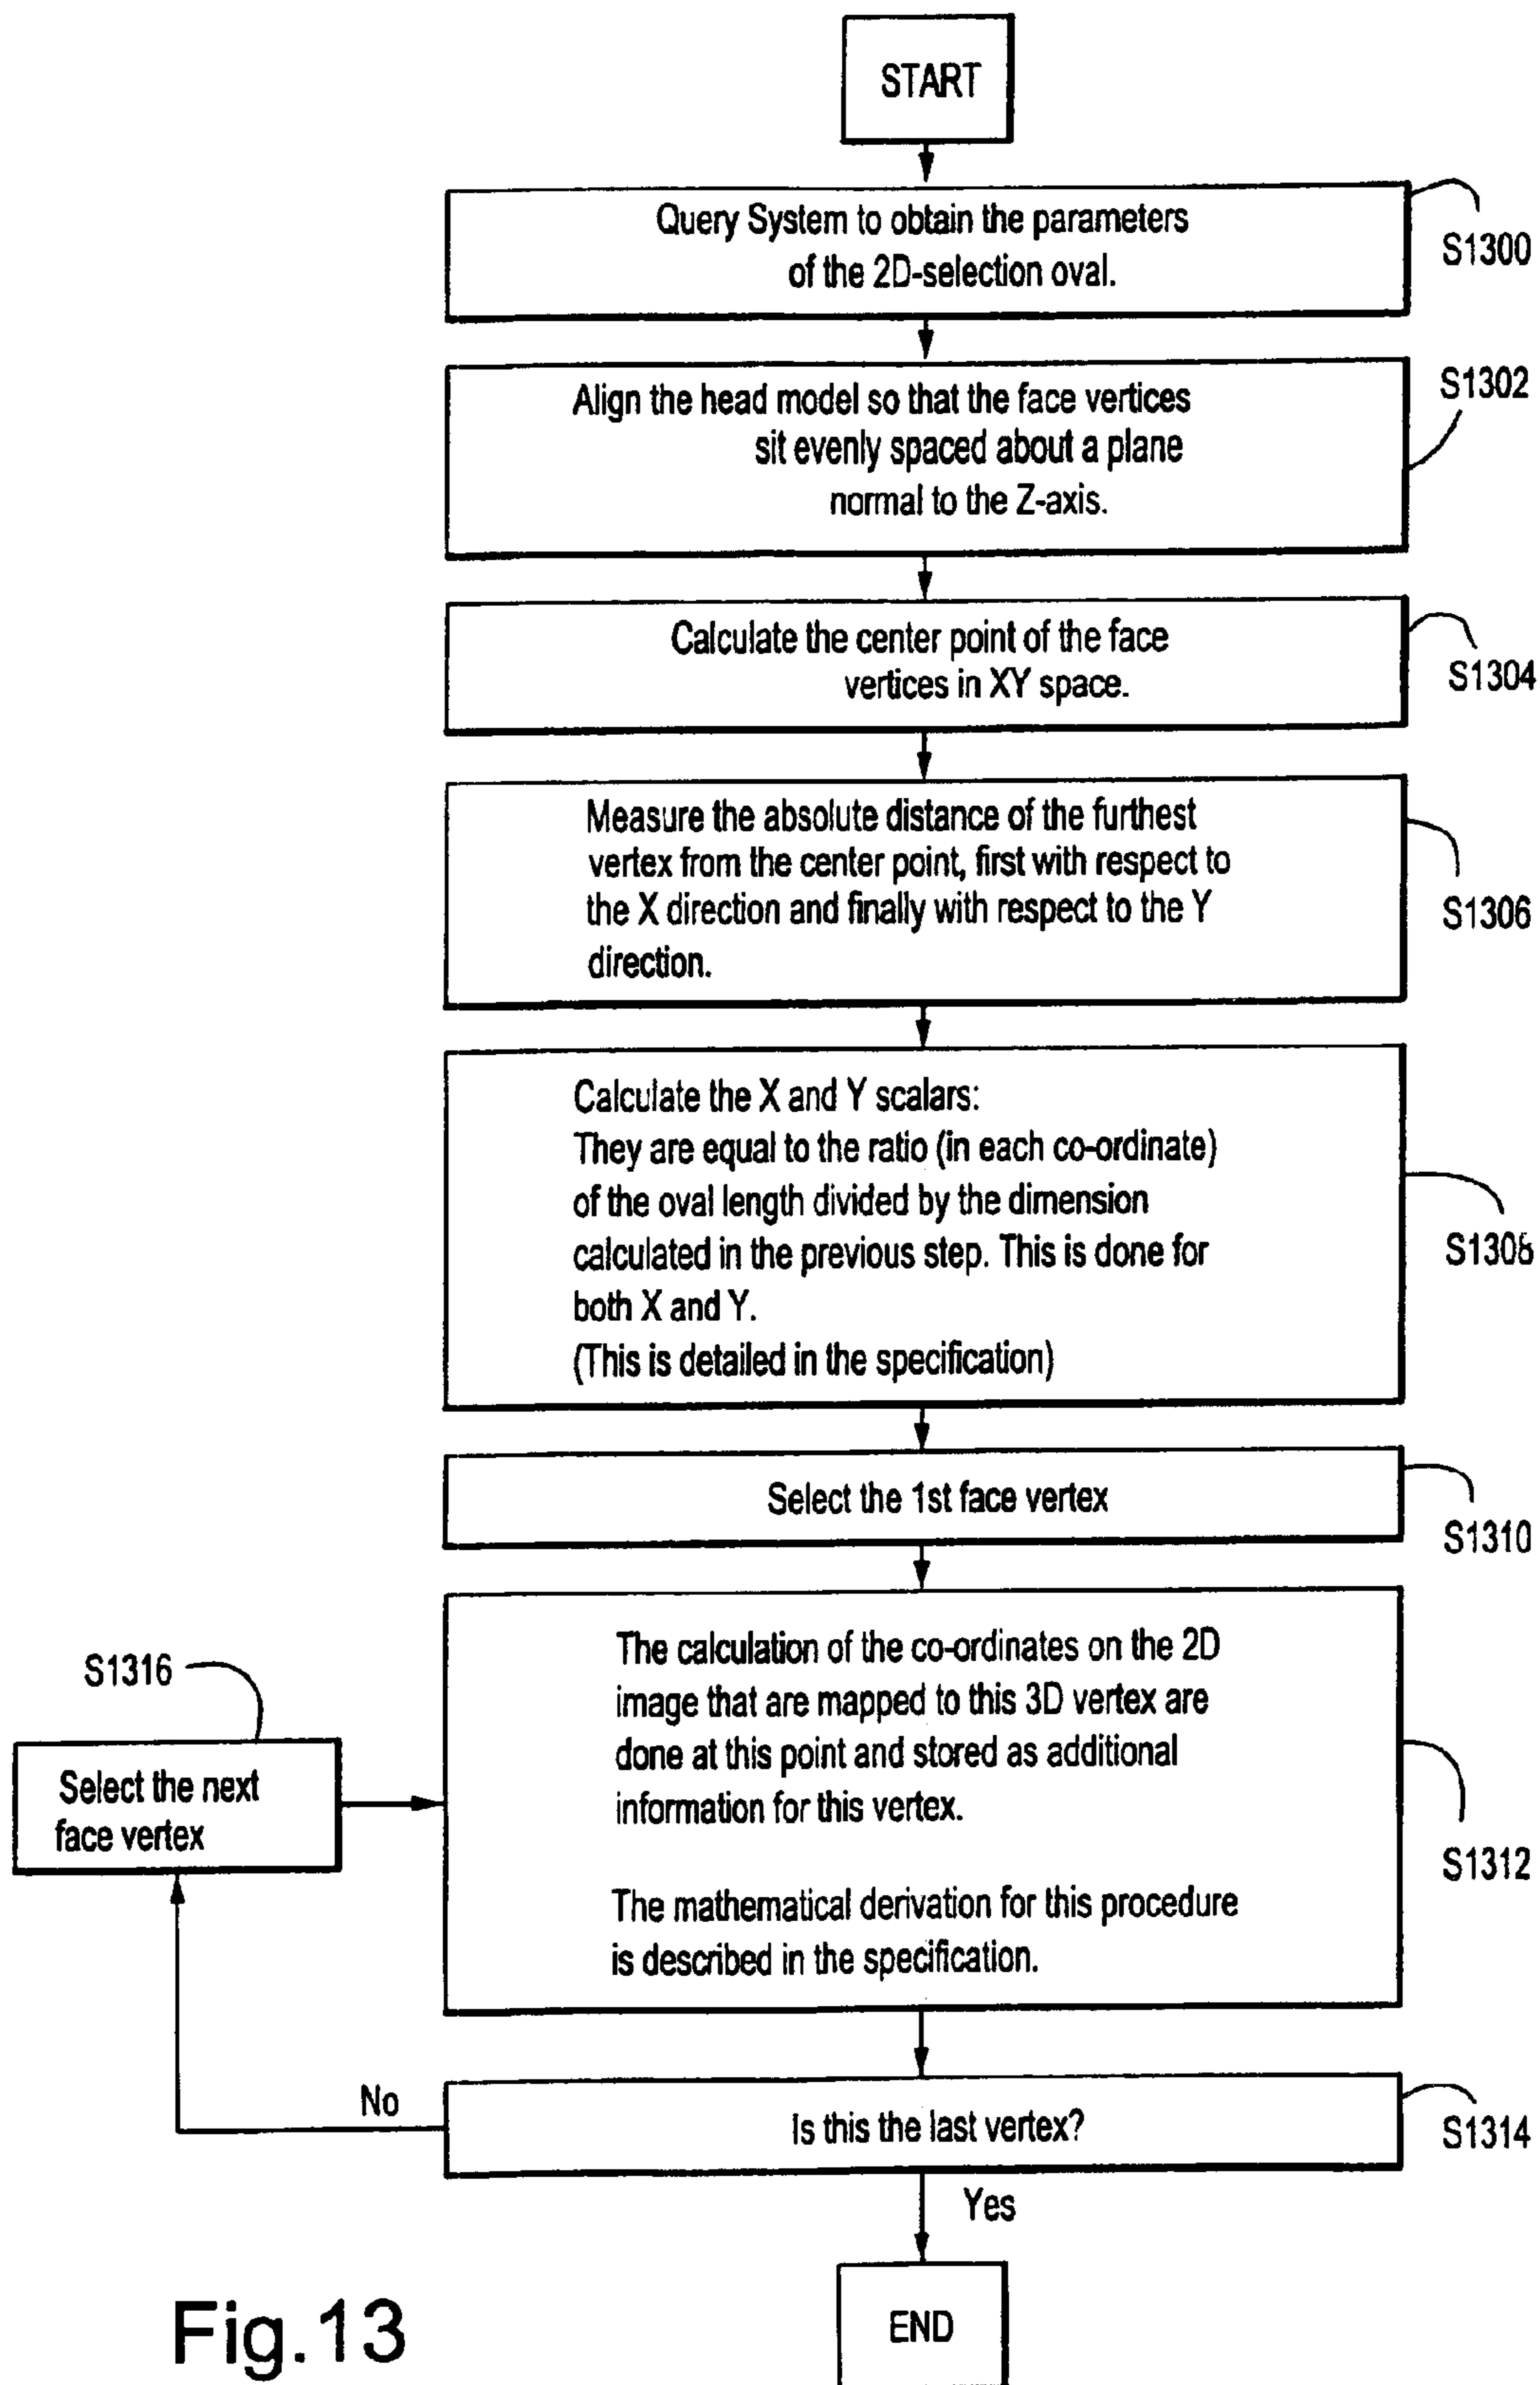 START
Query System to obtain the parameters
of the 2D-selection oval.
S1300
Align the head model so that the face vertices
sit evenly spaced about a plane
normal to the Z-axis.
S1302
Calculate the center point of the face
vertices in XY space.
S1304
Measure the absolute distance of the furthest
vertex from the center point, first with respect to
the X direction and finally with respect to the Y
direction.
S1306
Calculate the X and Y scalars:
They are equal to the ratio (in each co-ordinate)
of the oval length divided by the dimension
calculated in the previous step. This is done for
both X and Y.
(This is detailed in the specification)
S1308
Select the 1st face vertex
S1310
The calculation of the co-ordinates on the 2D
image that are mapped to this 3D vertex are
done at this point and stored as additional
information for this vertex.
The mathematical derivation for this procedure
is described in the specification.
S1312
S1316
Select the next
face vertex
No
Is this the last vertex?
S1314
Yes
END
Fig.13